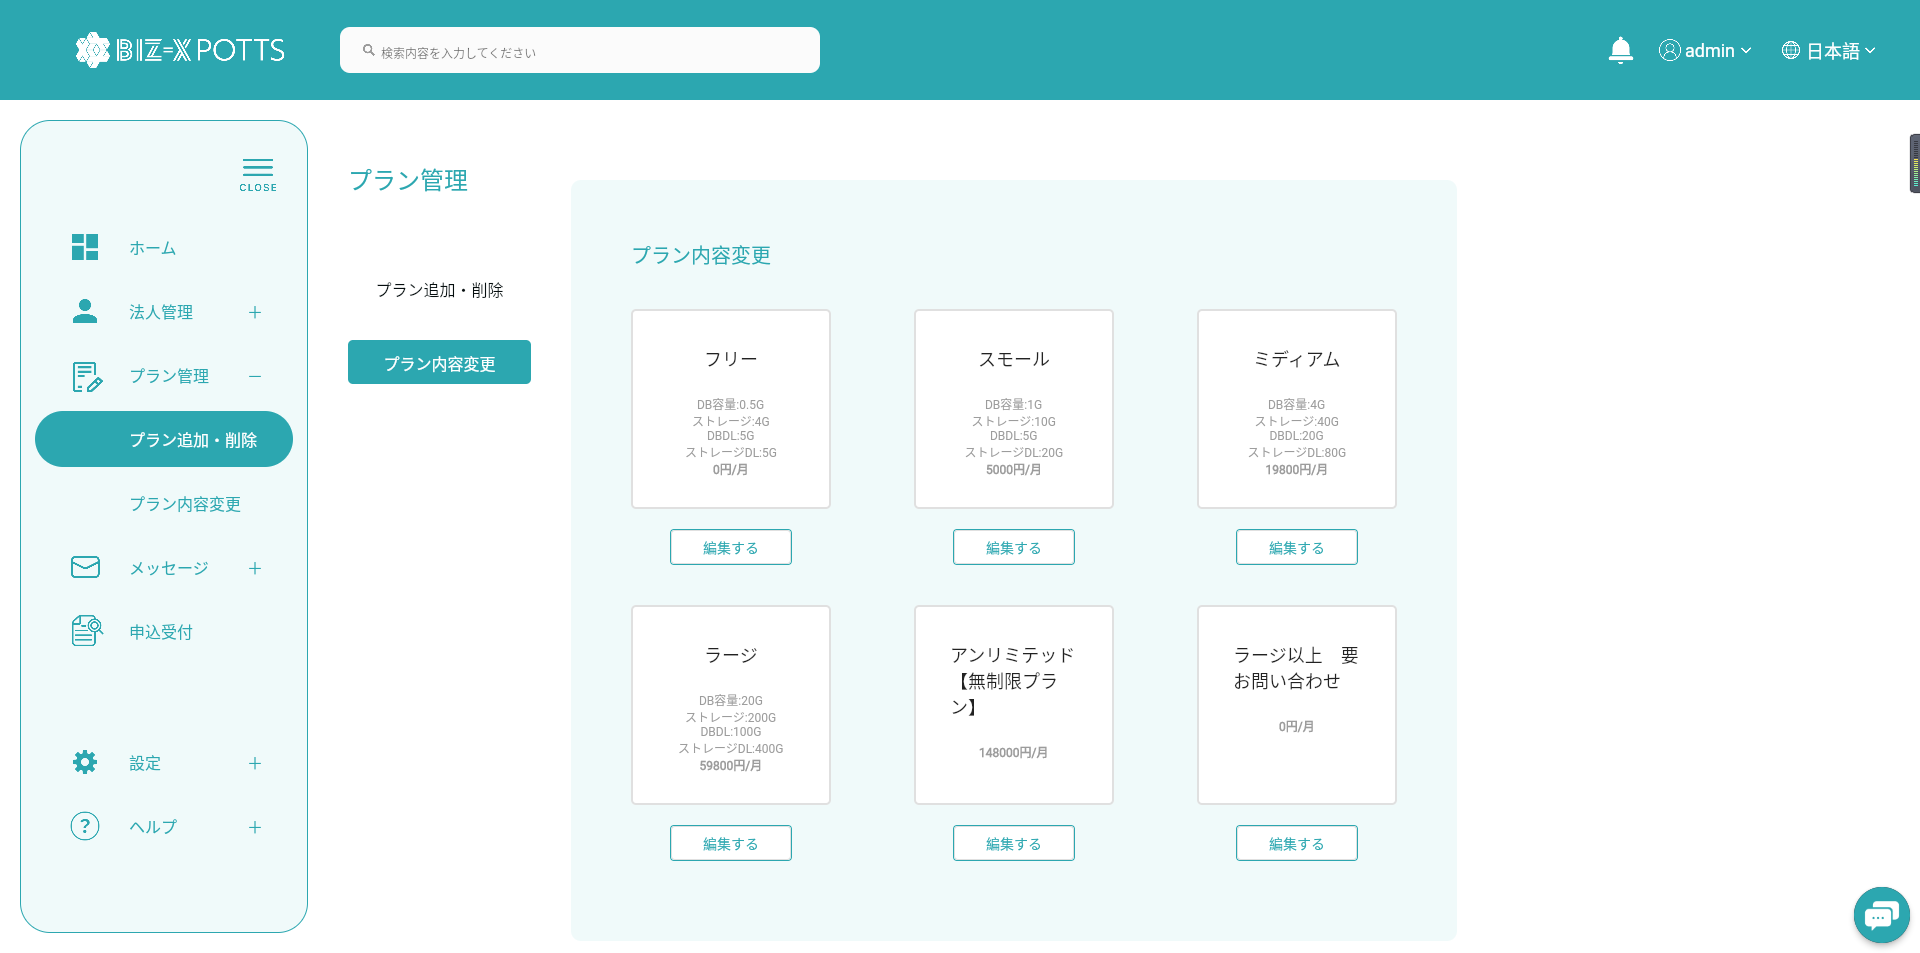 BIZ=X POTTS
検索内容を入力してください
admin
日本語
CLOSE
ホーム
法人管理
プラン管理
プラン追加・削除
プラン内容変更
メッセージ
申込受付
設定
ヘルプ
プラン管理
プラン追加・削除
プラン内容変更
プラン内容変更
フリー
DB容量:0.5G
ストレージ:4G
DBDL:5G
ストレージDL:5G
0円/月
編集する
スモール
DB容量:1G
ストレージ:10G
DBDL:5G
ストレージDL:20G
5000円/月
編集する
ミディアム
DB容量:4G
ストレージ:40G
DBDL:20G
ストレージDL:80G
19800円/月
編集する
ラージ
DB容量:20G
ストレージ:200G
DBDL:100G
ストレージDL:400G
59800円/月
編集する
アンリミテッド
【無制限プラ
ン】
148000円/月
編集する
ラージ以上　要
お問い合わせ
0円/月
編集する